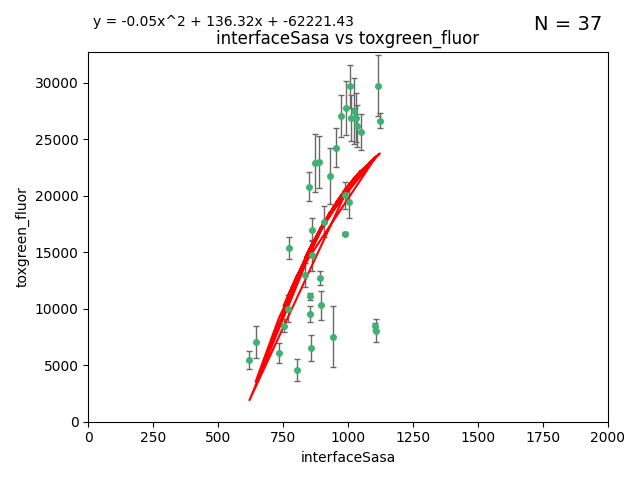 y = -0.05x^2 + 136.32x + -62221.43
N = 37
interfaceSasa vs toxgreen_fluor
30000
25000
20000
15000
10000
5000
0
toxgreen_fluor
0 250 500 750 1000 1250 1500 1750 2000
interfaceSasa